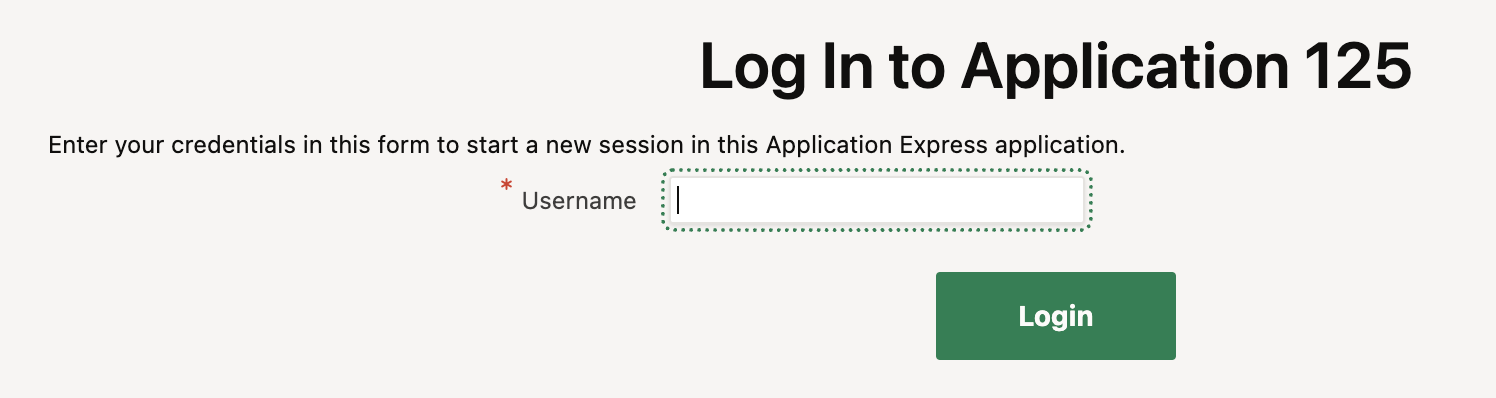 Log In to Application 125
Enter your credentials in this form to start a new session in this Application Express application.
* Username
Login